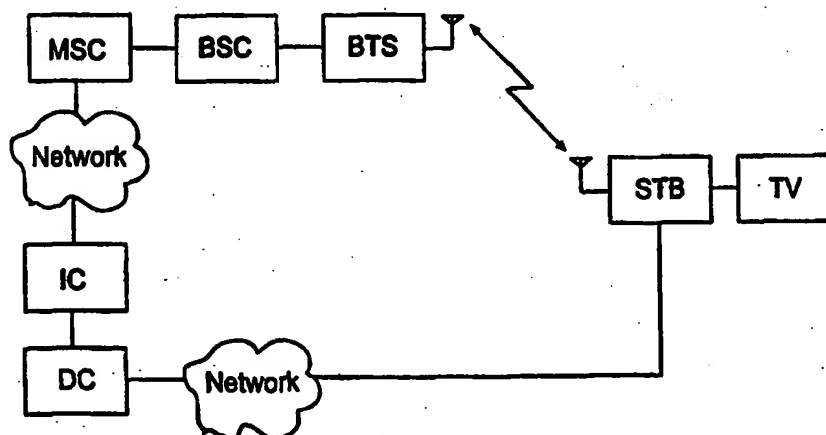 MSC
BSC
BTS
Network
STB
TV
IC
DC
Network